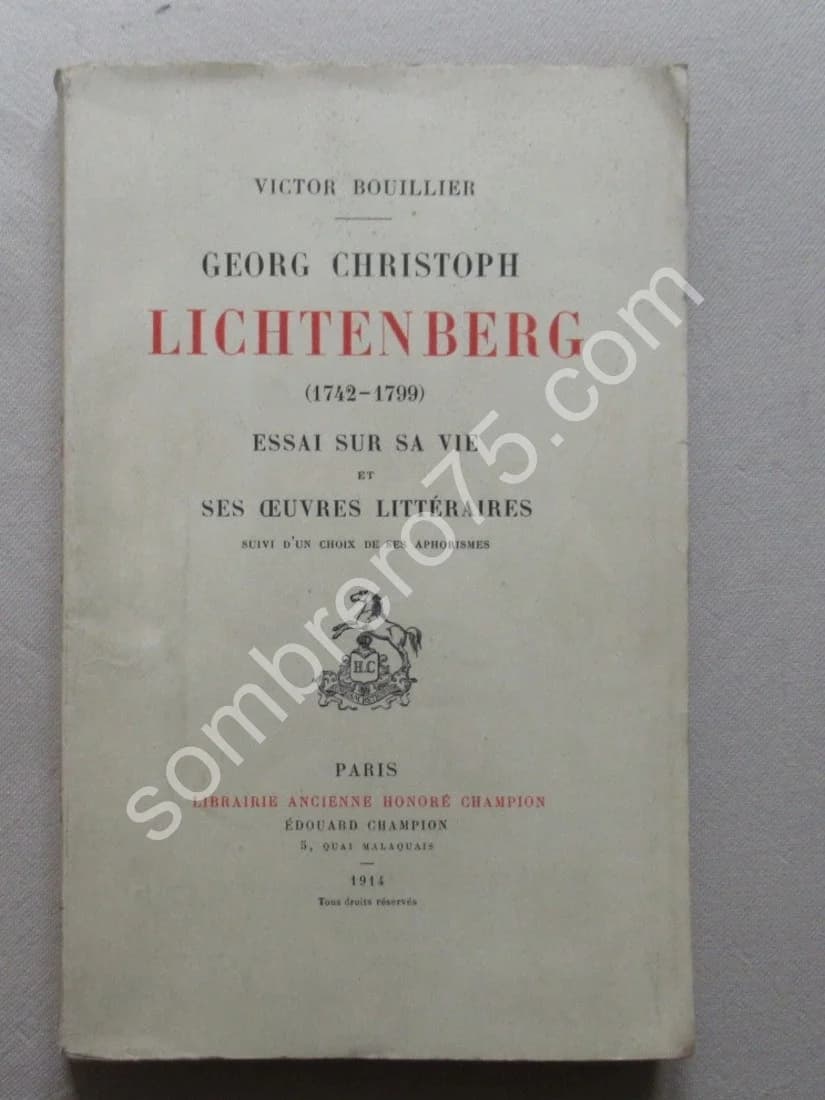 VICTOR BOUILLIER
GEORG CHRISTOPH
LICHTENBERG
(1742-1799)
ESSAI SUR SA VIE
ET
SES ŒUVRES LITTÉRAIRES
SUIVI D'UN CHOIX DE SES APHORISMES
H.C
PARIS
LIBRAIRIE ANCIENNE HONORÉ CHAMPION
ÉDOUARD CHAMPION
5, QUAI MALAQUAIS
1914
Tous droits réservés
sombrero75.com